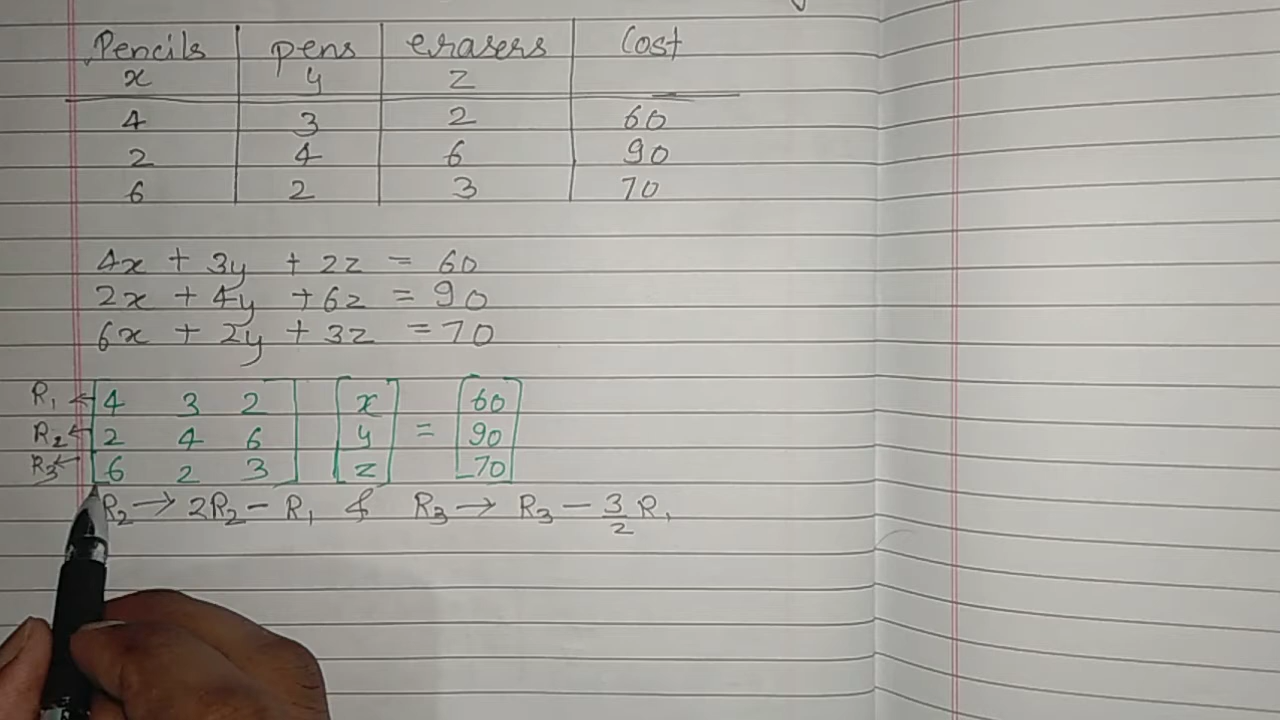 Pencils pens erasers Cost
x y z
4 3 2 60
2 4 6 90
6 2 3 70
4x + 3y + 2z = 60
2x + 4y + 6z = 90
6x + 2y + 3z = 70
R₁ ← [4 3 2] [x] = [60]
R₂ ← [2 4 6] [y] = [90]
R₃ ← [6 2 3] [z] = [70]
R₂ → 2R₂ - R₁ & R₃ → R₃ - 3/2 R₁